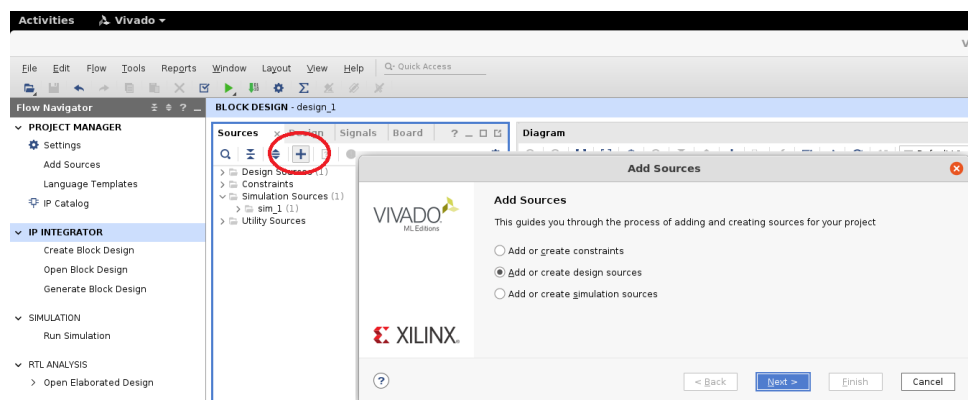 Activities Vivado
File Edit Flow Tools Reports Window Layout View Help Q- Quick Access
Flow Navigator ? _ BLOCK DESIGN - design_1
PROJECT MANAGER
Settings
Add Sources
Language Templates
IP Catalog
IP INTEGRATOR
Create Block Design
Open Block Design
Generate Block Design
SIMULATION
Run Simulation
RTL ANALYSIS
Open Elaborated Design
Sources x Design Signals Board ? _
Design Sources (1)
Constraints
Simulation Sources (1)
sim_1 (1)
Utility Sources
Diagram
Add Sources
VIVADO
ML Editions
XILINX
Add Sources
This guides you through the process of adding and creating sources for your project
Add or create constraints
Add or create design sources
Add or create simulation sources
? < Back Next > Finish Cancel